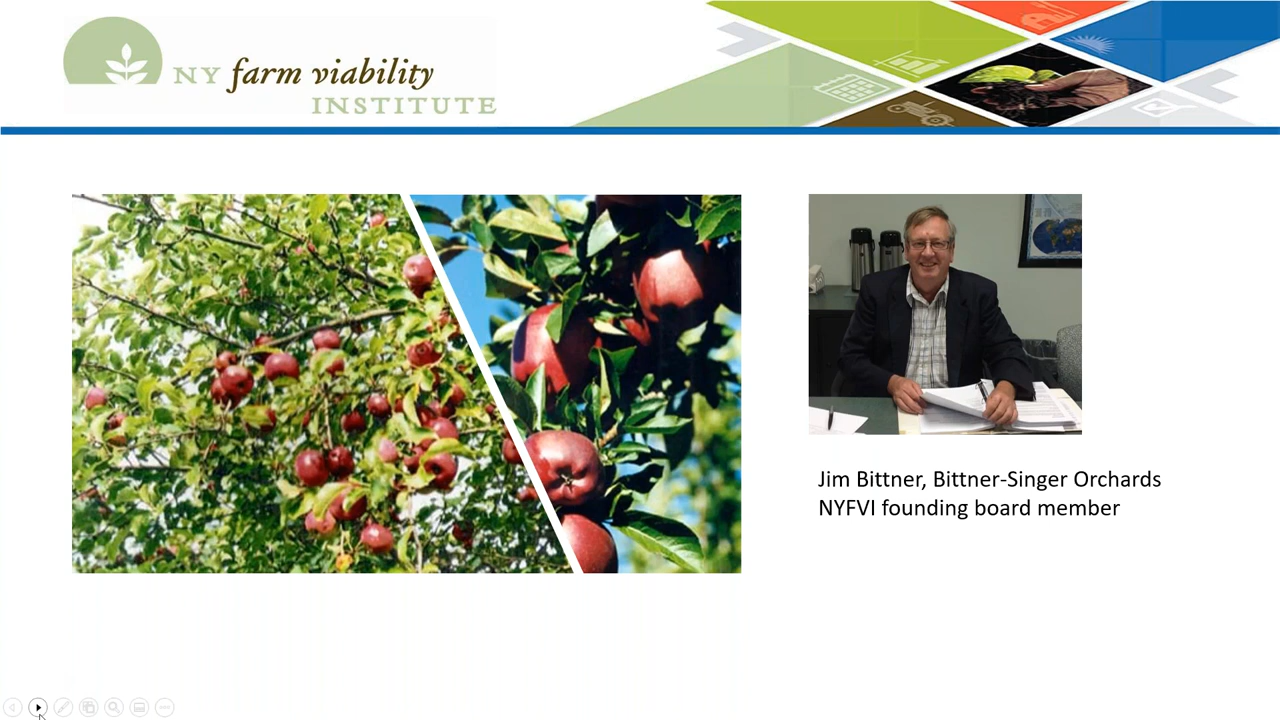 NY farm viability
INSTITUTE
Jim Bittner, Bittner-Singer Orchards
NYFVI founding board member